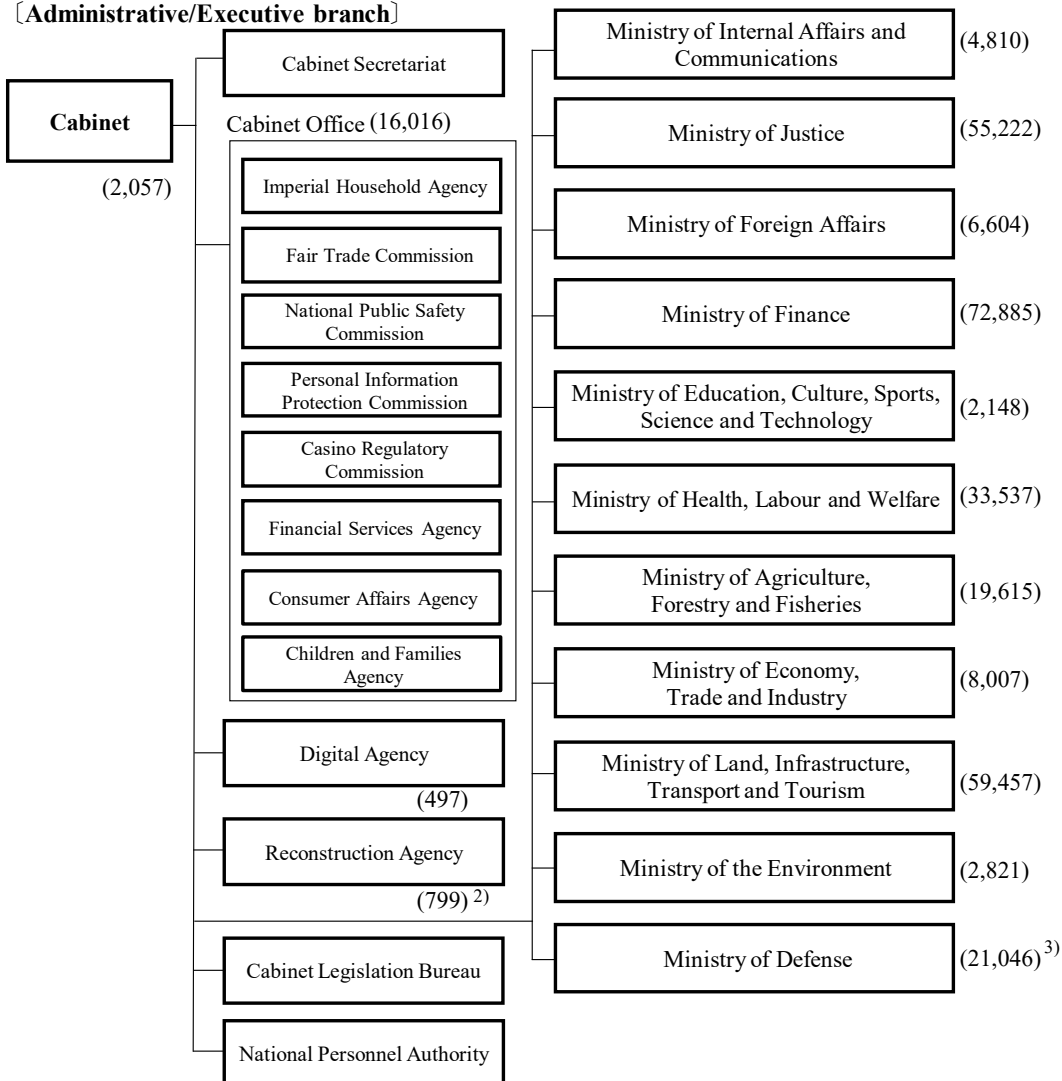 〔Administrative/Executive branch〕
Cabinet
(2,057)
Cabinet Secretariat
Cabinet Office (16,016)
Imperial Household Agency
Fair Trade Commission
National Public Safety
Commission
Personal Information
Protection Commission
Casino Regulatory
Commission
Financial Services Agency
Consumer Affairs Agency
Children and Families
Agency
Digital Agency
(497)
Reconstruction Agency
(799) 2)
Cabinet Legislation Bureau
National Personnel Authority
Ministry of Internal Affairs and
Communications
(4,810)
Ministry of Justice
(55,222)
Ministry of Foreign Affairs
(6,604)
Ministry of Finance
(72,885)
Ministry of Education, Culture, Sports,
Science and Technology
(2,148)
Ministry of Health, Labour and Welfare
(33,537)
Ministry of Agriculture,
Forestry and Fisheries
(19,615)
Ministry of Economy,
Trade and Industry
(8,007)
Ministry of Land, Infrastructure,
Transport and Tourism
(59,457)
Ministry of the Environment
(2,821)
Ministry of Defense
(21,046) 3)